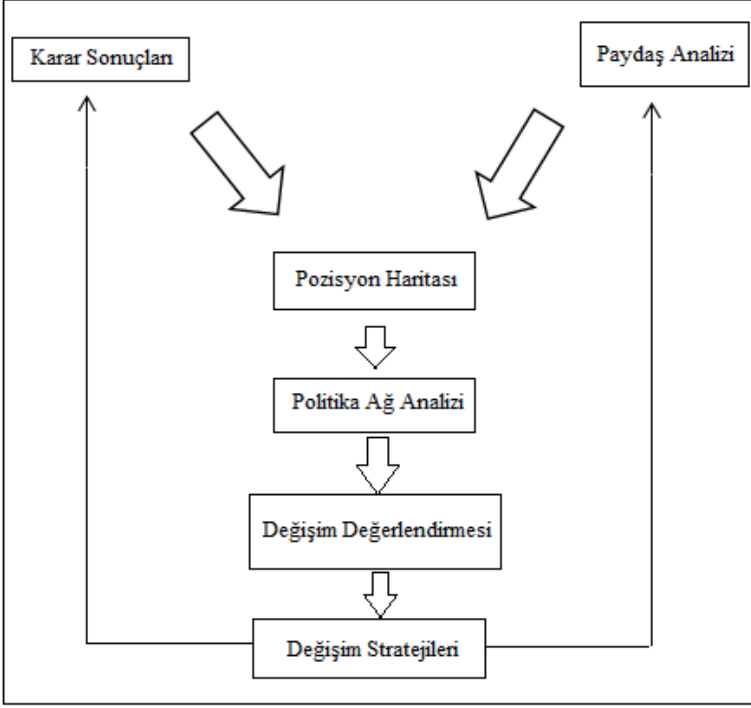 Karar Sonuçları
Paydaş Analizi
Pozisyon Haritası
Politika Ağ Analizi
Değişim Değerlendirmesi
Değişim Stratejileri